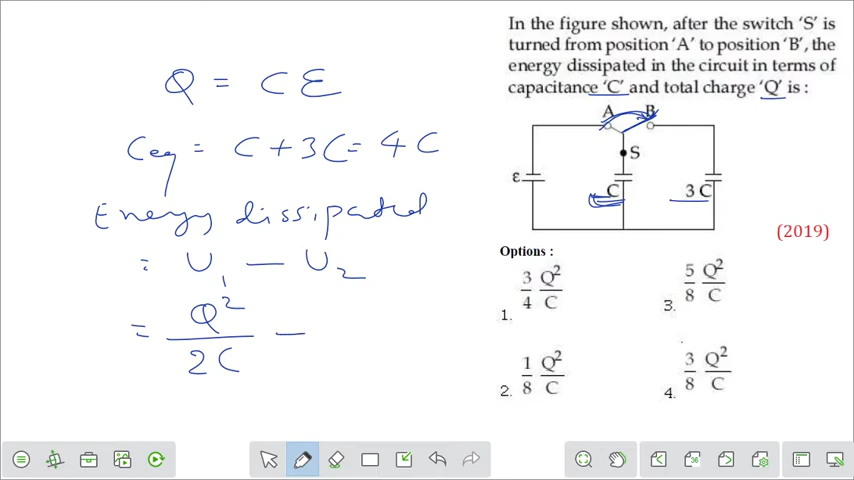 Q = C Ɛ
Ceq = C + 3C = 4C
Energy dissipated
= U1 - U2
= Q² / 2C -
In the figure shown, after the switch ‘S’ is
turned from position ‘A’ to position ‘B’, the
energy dissipated in the circuit in terms of
capacitance ‘C’ and total charge ‘Q’ is :
A B
S
ε C 3C
(2019)
Options :
1. 3/4 Q²/C
2. 1/8 Q²/C
3. 5/8 Q²/C
4. 3/8 Q²/C
36